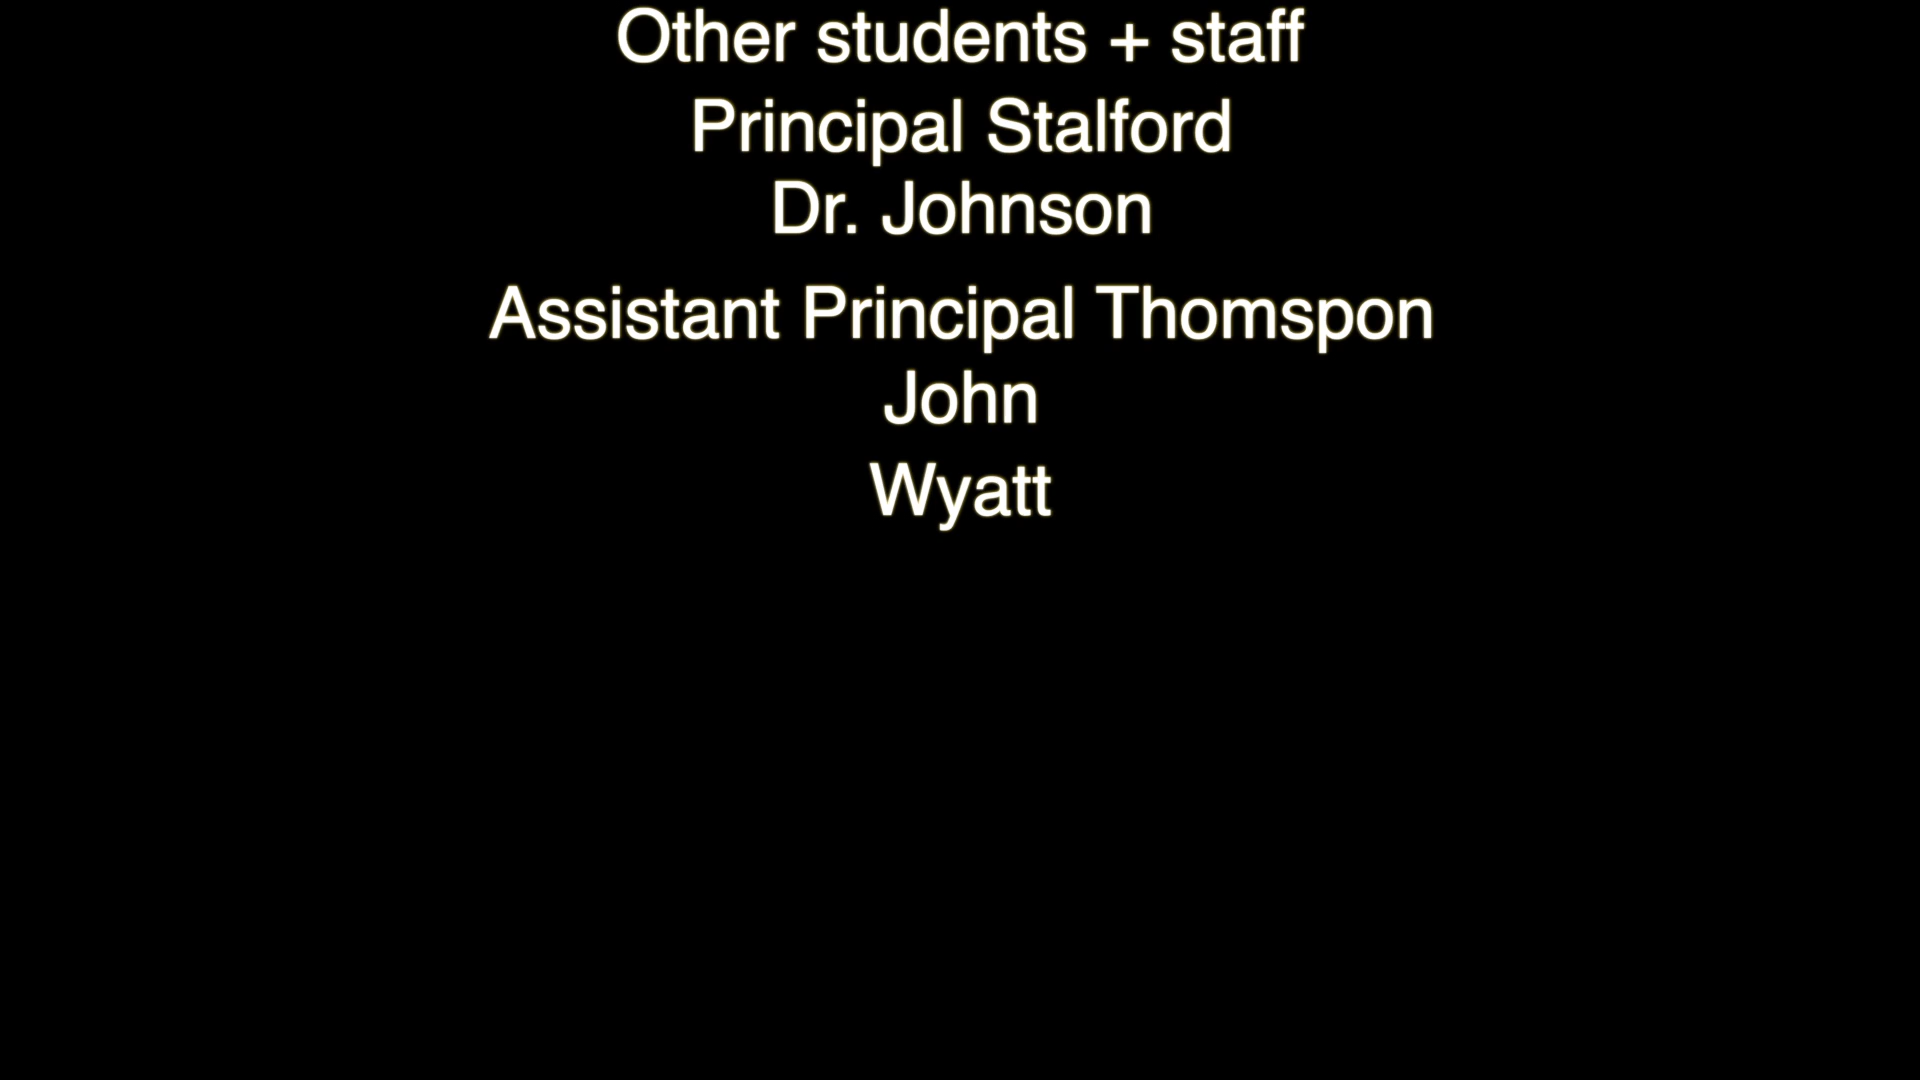 Other students + staff
Principal Stalford
Dr. Johnson
Assistant Principal Thomspon
John
Wyatt